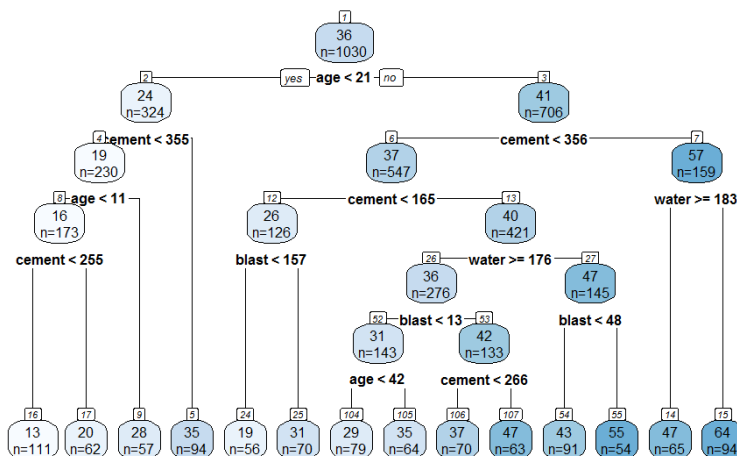 1
36
n=1030
yes age < 21 no
2
24
n=324
3
41
n=706
cement < 355
cement < 356
4
19
n=230
6
37
n=547
7
57
n=159
age < 11
cement < 165
water >= 183
8
16
n=173
12
26
n=126
13
40
n=421
cement < 255
blast < 157
water >= 176
26
36
n=276
27
47
n=145
blast < 13
blast < 48
52
31
n=143
53
42
n=133
age < 42
cement < 266
16
13
n=111
17
20
n=62
9
28
n=57
5
35
n=94
24
19
n=56
25
31
n=70
104
29
n=79
105
35
n=64
106
37
n=70
107
47
n=63
54
43
n=91
55
55
n=54
14
47
n=65
15
64
n=94